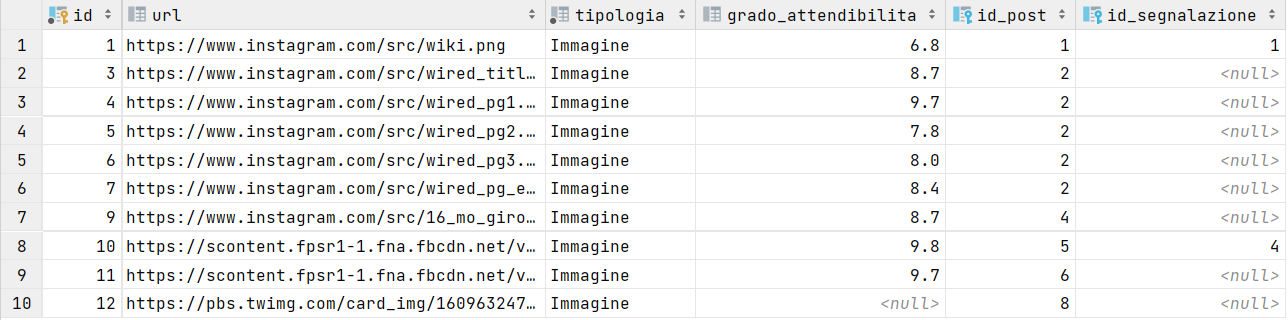 id url tipologia grado_attendibilita id_post id_segnalazione
1 1 https://www.instagram.com/src/wiki.png Immagine 6.8 1 1
2 3 https://www.instagram.com/src/wired_titl… Immagine 8.7 2 <null>
3 4 https://www.instagram.com/src/wired_pg1.… Immagine 9.7 2 <null>
4 5 https://www.instagram.com/src/wired_pg2.… Immagine 7.8 2 <null>
5 6 https://www.instagram.com/src/wired_pg3.… Immagine 8.0 2 <null>
6 7 https://www.instagram.com/src/wired_pg_e… Immagine 8.4 2 <null>
7 9 https://www.instagram.com/src/16_mo_giro… Immagine 8.7 4 <null>
8 10 https://scontent.fpsr1-1.fna.fbcdn.net/v… Immagine 9.8 5 4
9 11 https://scontent.fpsr1-1.fna.fbcdn.net/v… Immagine 9.7 6 <null>
10 12 https://pbs.twimg.com/card_img/160963247… Immagine <null> 8 <null>